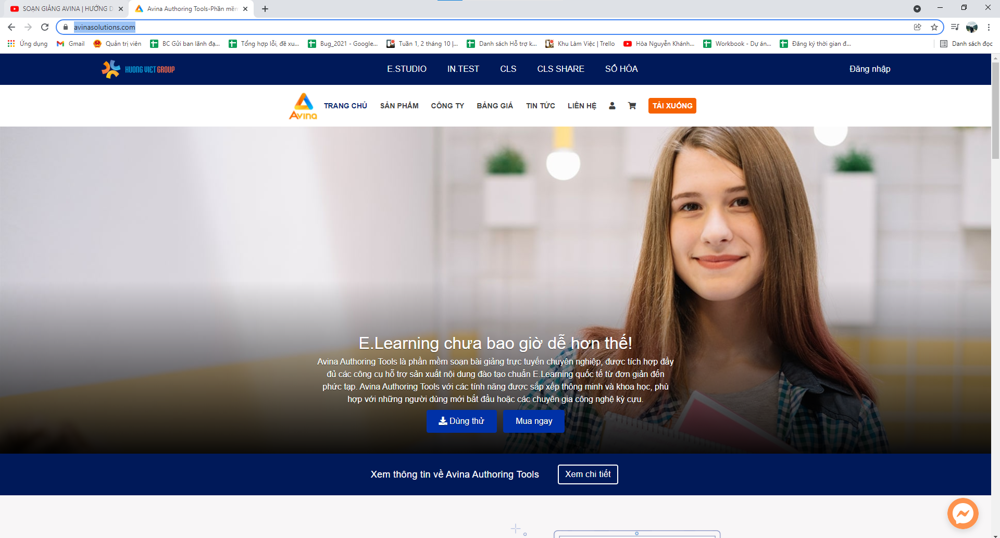 SOẠN GIẢNG AVINA | HƯỚNG D
Avina Authoring Tools-Phần mềm
avinasolutions.com
Ứng dụng
Gmail
Quản trị viên
BC Gửi ban lãnh đạ...
Tổng hợp lỗi, đề xu...
Bug_2021 - Google...
Tuần 1, 2 tháng 10 |...
Danh sách Hỗ trợ k...
Khu Làm Việc | Trello
Hòa Nguyễn Khánh...
Workbook - Dự án...
Đăng ký thời gian đ...
Danh sách đọc
HUONG VIET GROUP
E.STUDIO
IN.TEST
CLS
CLS SHARE
SỐ HÓA
Đăng nhập
Avina
TRANG CHỦ
SẢN PHẨM
CÔNG TY
BẢNG GIÁ
TIN TỨC
LIÊN HỆ
TẢI XUỐNG
E.Learning chưa bao giờ dễ hơn thế!
Avina Authoring Tools là phần mềm soạn bài giảng trực tuyến chuyên nghiệp, được tích hợp đầy
đủ các công cụ hỗ trợ sản xuất nội dung đào tạo chuẩn E.Learning quốc tế từ đơn giản đến
phức tạp. Avina Authoring Tools với các tính năng được sắp xếp thông minh và khoa học, phù
hợp với những người dùng mới bắt đầu hoặc các chuyên gia công nghệ kỳ cựu.
Dùng thử
Mua ngay
Xem thông tin về Avina Authoring Tools
Xem chi tiết